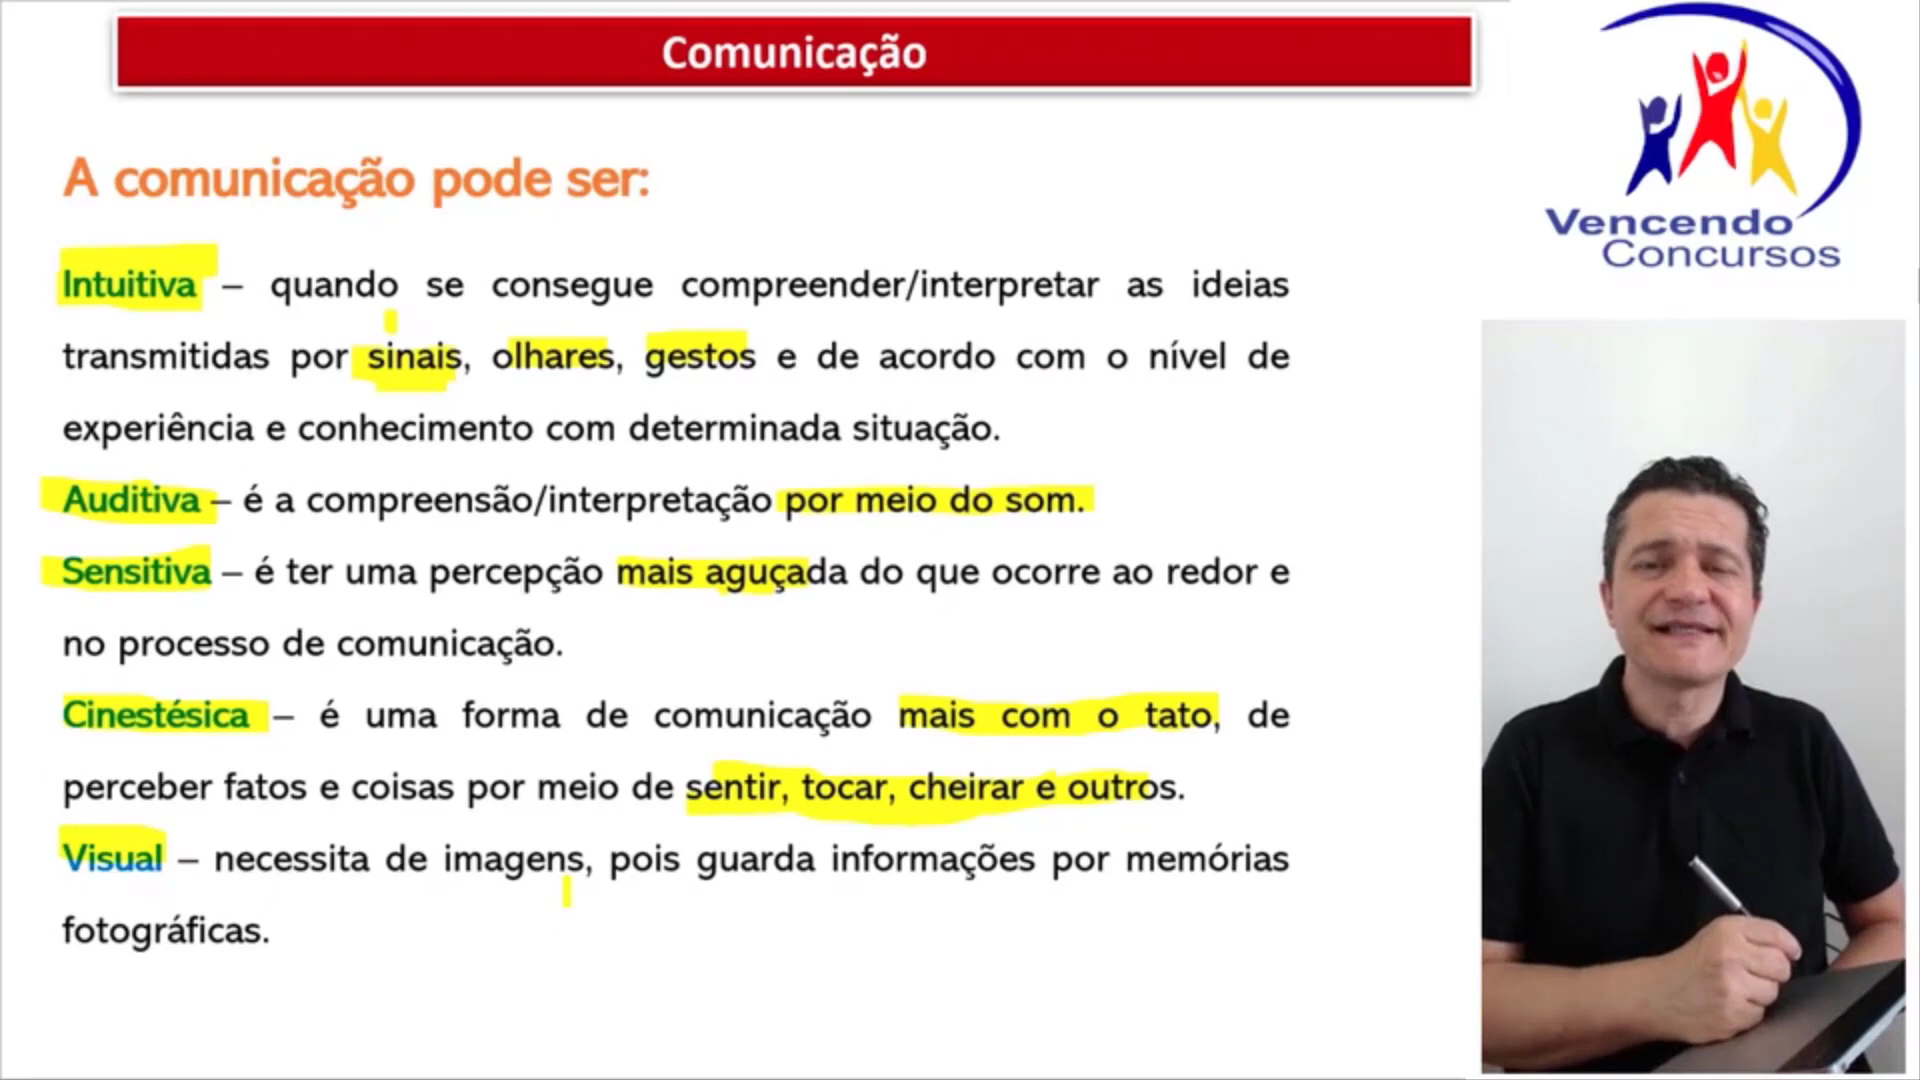 Comunicação
Vencendo
Concursos
A comunicação pode ser:
Intuitiva – quando se consegue compreender/interpretar as ideias
transmitidas por sinais, olhares, gestos e de acordo com o nível de
experiência e conhecimento com determinada situação.
Auditiva – é a compreensão/interpretação por meio do som.
Sensitiva – é ter uma percepção mais aguçada do que ocorre ao redor e
no processo de comunicação.
Cinestésica – é uma forma de comunicação mais com o tato, de
perceber fatos e coisas por meio de sentir, tocar, cheirar e outros.
Visual – necessita de imagens, pois guarda informações por memórias
fotográficas.